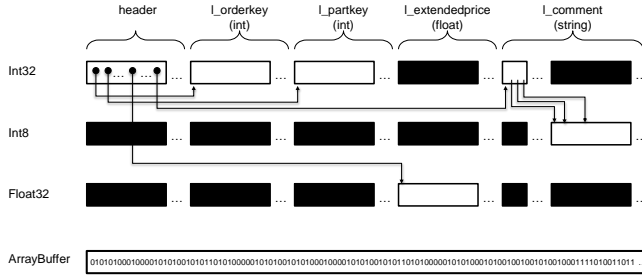 header l_orderkey (int) l_partkey (int) l_extendedprice (float) l_comment (string)
Int32 ... ... ... ... ... ... ...
Int8 ... ... ... ... ... ...
Float32 ... ... ... ... ... ...
ArrayBuffer